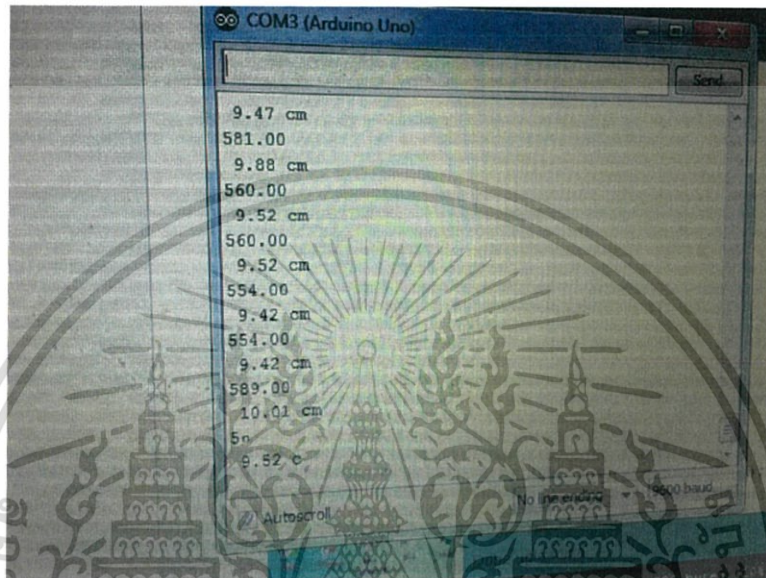 COM3 (Arduino Uno)
Send
9.47 cm
581.00
9.88 cm
560.00
9.52 cm
560.00
9.52 cm
554.00
9.42 cm
554.00
9.42 cm
589.00
10.01 cm
9.52 c
No line ending
9600 baud
Autoscroll